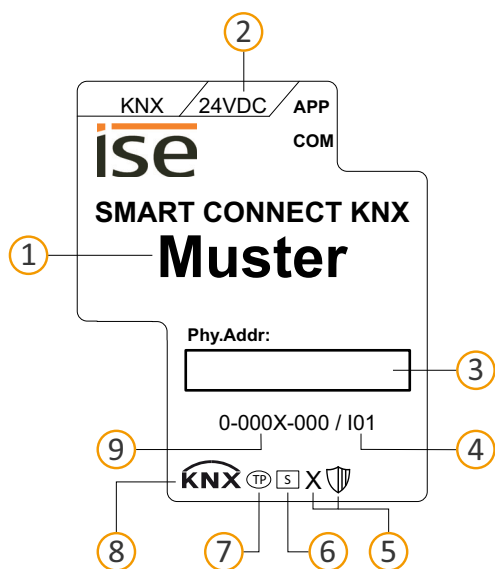 2
KNX 24VDC APP
COM
ise
SMART CONNECT KNX
1
Muster
Phy.Addr:
3
0-000X-000 / I01
9
4
KNX TP S X
8
7
6
5